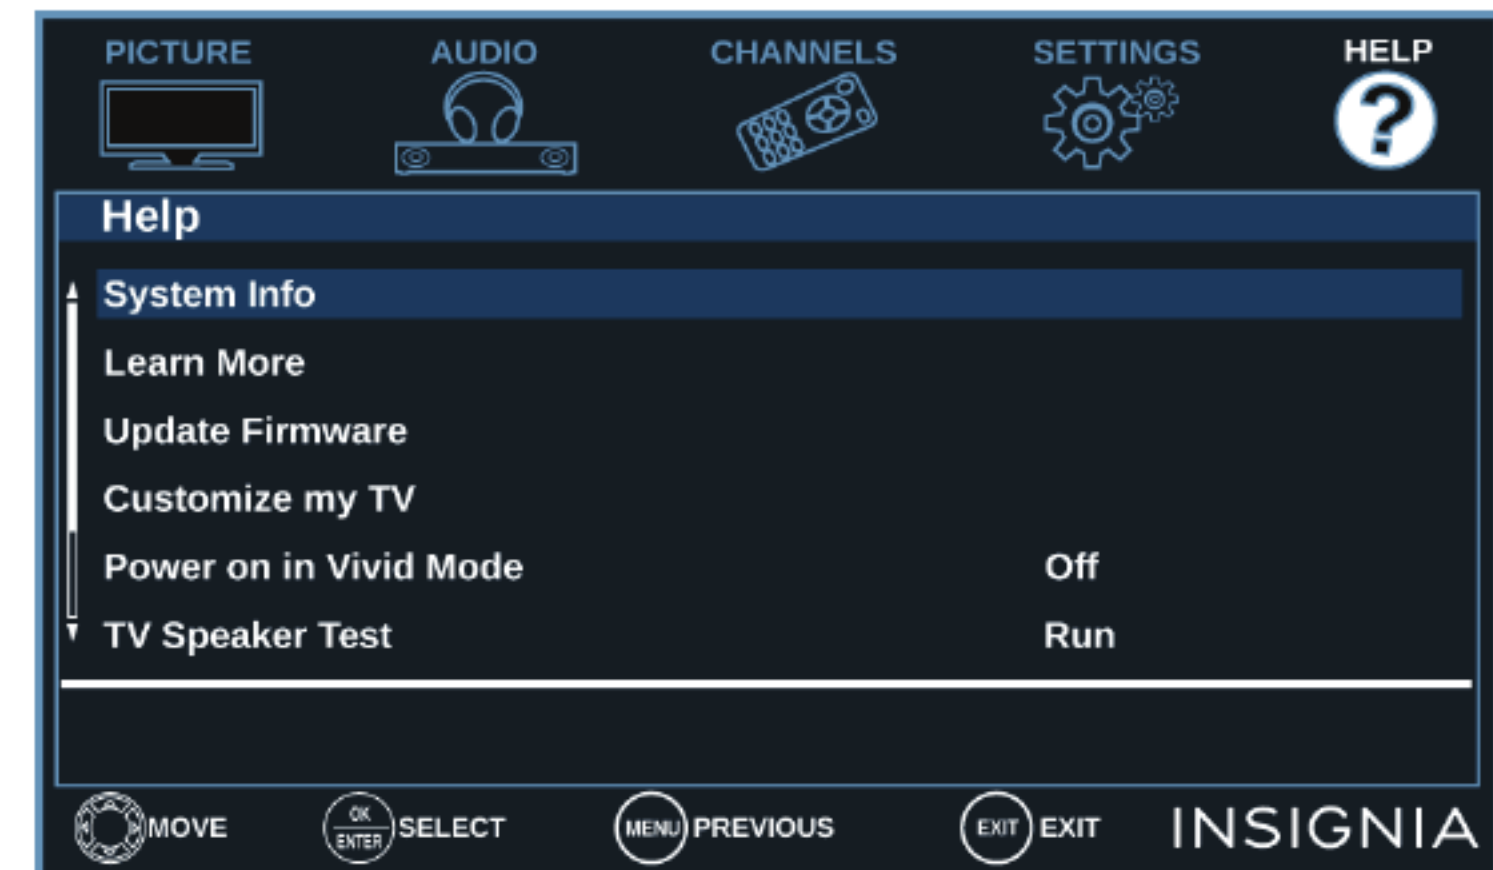 PICTURE AUDIO CHANNELS SETTINGS HELP
?
Help
System Info
Learn More
Update Firmware
Customize my TV
Power on in Vivid Mode Off
TV Speaker Test Run
MOVE OK ENTER SELECT MENU PREVIOUS EXIT EXIT INSIGNIA